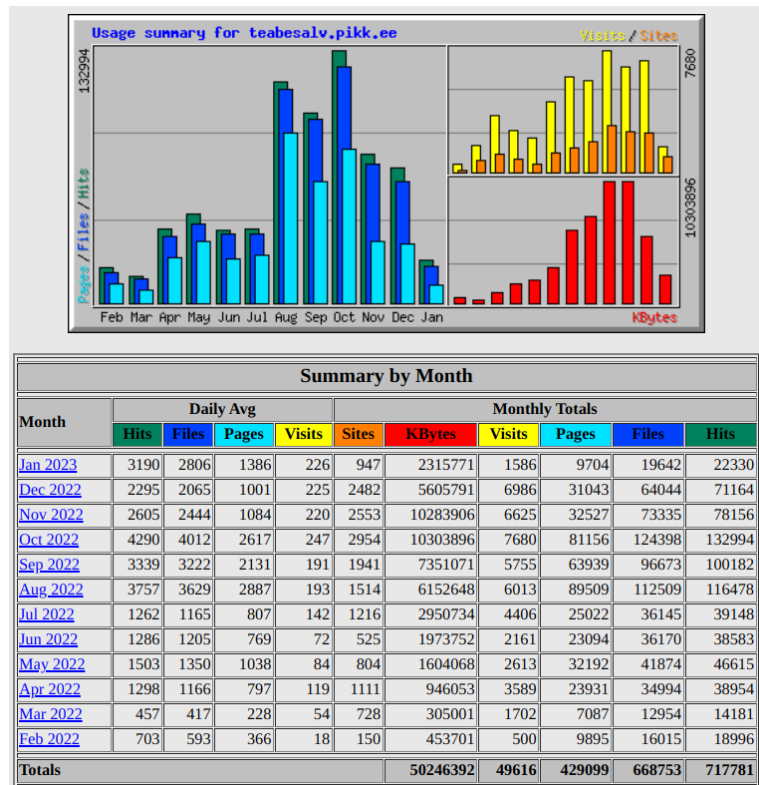 Usage summary for teabesalv.pikk.ee
Visits / Sites
132994
7680
Pages / Files / Hits
10303896
Feb Mar Apr May Jun Jul Aug Sep Oct Nov Dec Jan
KBytes
Summary by Month
Month Daily Avg Monthly Totals
Hits Files Pages Visits Sites KBytes Visits Pages Files Hits
Jan 2023 3190 2806 1386 226 947 2315771 1586 9704 19642 22330
Dec 2022 2295 2065 1001 225 2482 5605791 6986 31043 64044 71164
Nov 2022 2605 2444 1084 220 2553 10283906 6625 32527 73335 78156
Oct 2022 4290 4012 2617 247 2954 10303896 7680 81156 124398 132994
Sep 2022 3339 3222 2131 191 1941 7351071 5755 63939 96673 100182
Aug 2022 3757 3629 2887 193 1514 6152648 6013 89509 112509 116478
Jul 2022 1262 1165 807 142 1216 2950734 4406 25022 36145 39148
Jun 2022 1286 1205 769 72 525 1973752 2161 23094 36170 38583
May 2022 1503 1350 1038 84 804 1604068 2613 32192 41874 46615
Apr 2022 1298 1166 797 119 1111 946053 3589 23931 34994 38954
Mar 2022 457 417 228 54 728 305001 1702 7087 12954 14181
Feb 2022 703 593 366 18 150 453701 500 9895 16015 18996
Totals 50246392 49616 429099 668753 717781